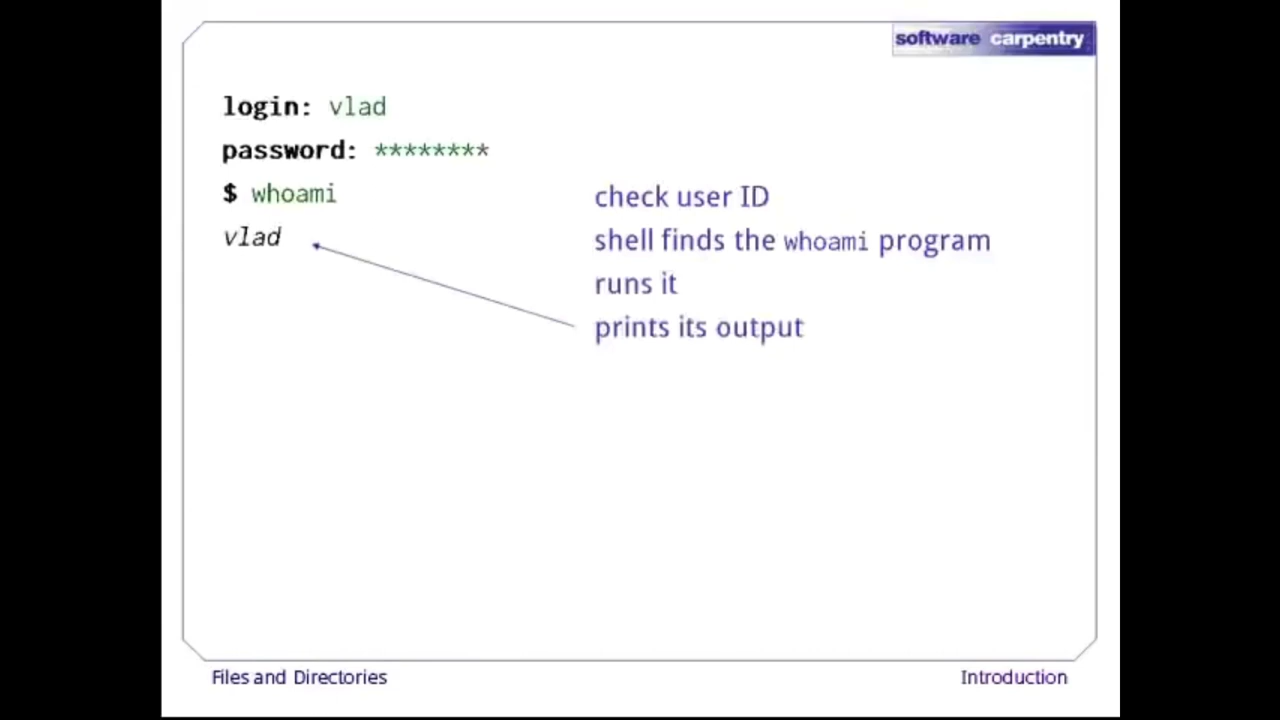 software carpentry
login: vlad
password: ********
$ whoami
check user ID
vlad
shell finds the whoami program
runs it
prints its output
Files and Directories
Introduction